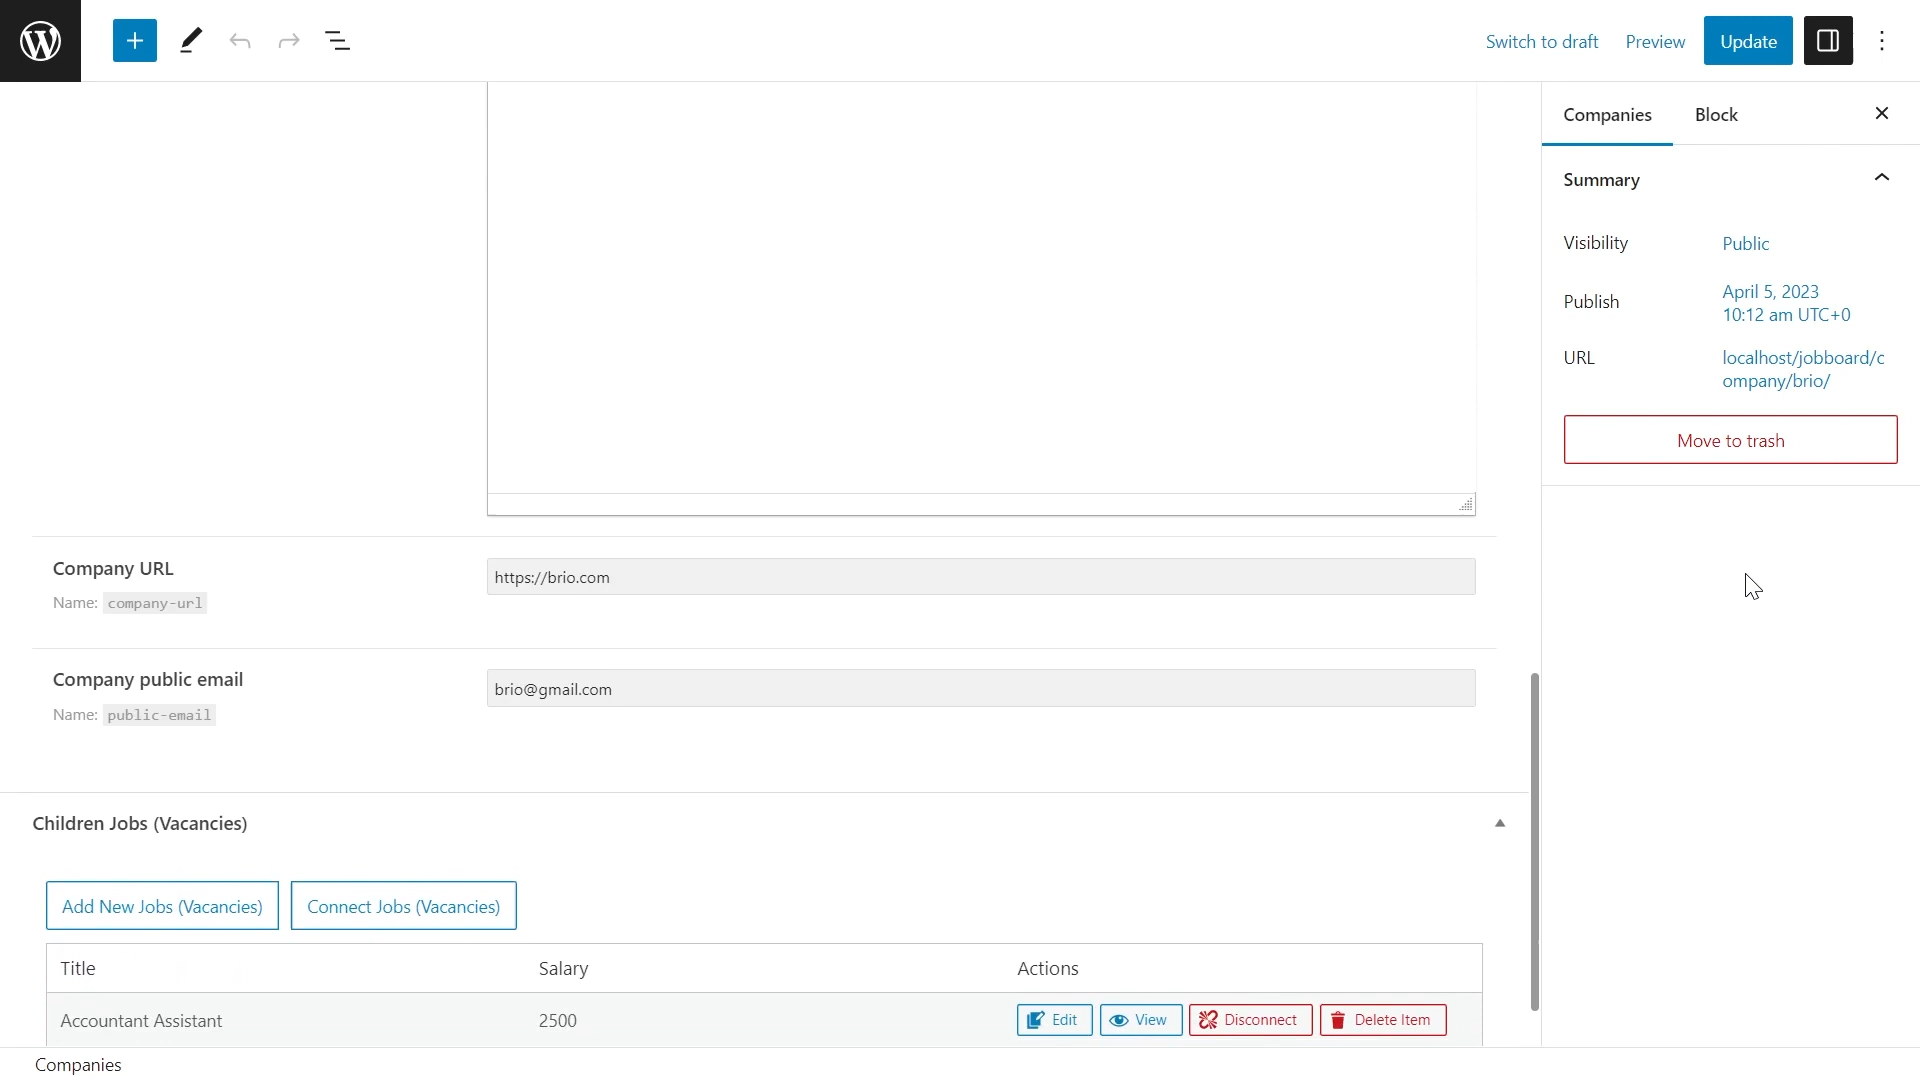 Switch to draft Preview Update
Companies Block
Summary
Visibility Public
Publish April 5, 2023
10:12 am UTC+0
URL localhost/jobboard/c
ompany/brio/
Move to trash
Company URL https://brio.com
Name: company-url
Company public email brio@gmail.com
Name: public-email
Children Jobs (Vacancies)
Add New Jobs (Vacancies) Connect Jobs (Vacancies)
Title Salary Actions
Accountant Assistant 2500 Edit View Disconnect Delete Item
Companies